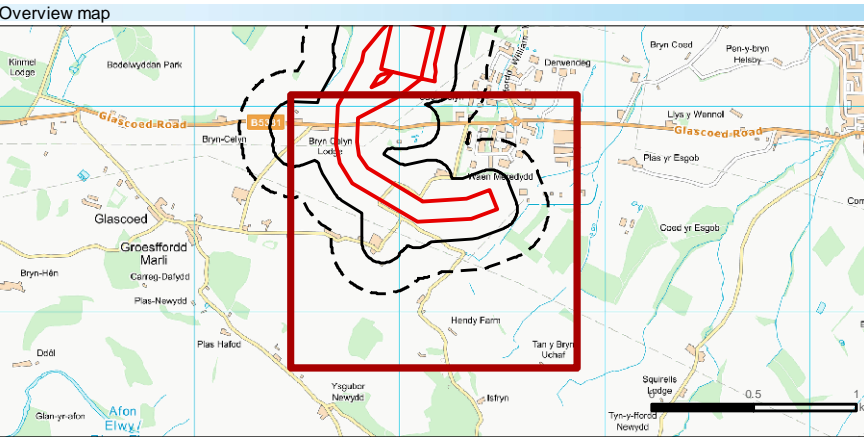 Overview map
Kinmel
Lodge
Bodelwyddan Park
Bryn Coed
Pen-y-bryn
Helsby
Derwendeg
Glascoed Road
B5381
Llys y Wennol
Glascoed Road
Bryn-Celyn
Bryn Celyn
Lodge
Plas yr Esgob
Waen Meredydd
Glascoed
Groesffordd
Marli
Coed yr Esgob
Bryn-Hên
Carreg-Dafydd
Plas-Newydd
Hendy Farm
Plas Hafod
Tan y Bryn
Uchaf
Ddôl
Ysgubor
Newydd
Isfryn
Squirells
Lodge
0.5
1
Glan-yr-afon
Afon
Elwy
Tyn-y-ffordd
Newydd